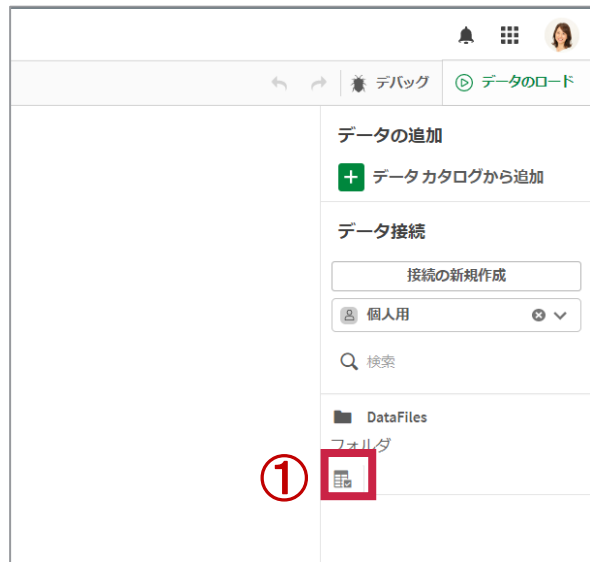 デバッグ
データのロード
データの追加
データ カタログから追加
データ接続
接続の新規作成
個人用
検索
DataFiles
フォルダ
①